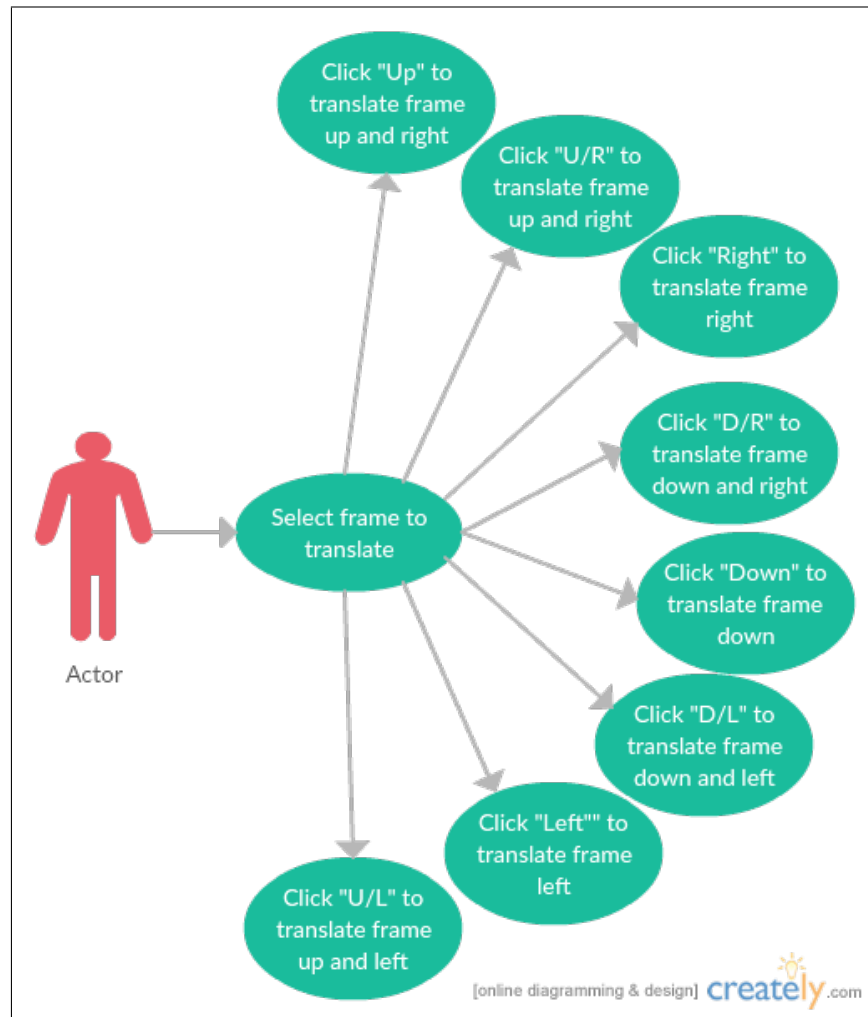 Click "Up" to
translate frame
up and right
Click "U/R" to
translate frame
up and right
Click "Right" to
translate frame
right
Click "D/R" to
translate frame
down and right
Select frame to
translate
Click "Down" to
translate frame
down
Actor
Click "D/L" to
translate frame
down and left
Click "Left"" to
translate frame
left
Click "U/L" to
translate frame
up and left
[online diagramming & design] creately.com